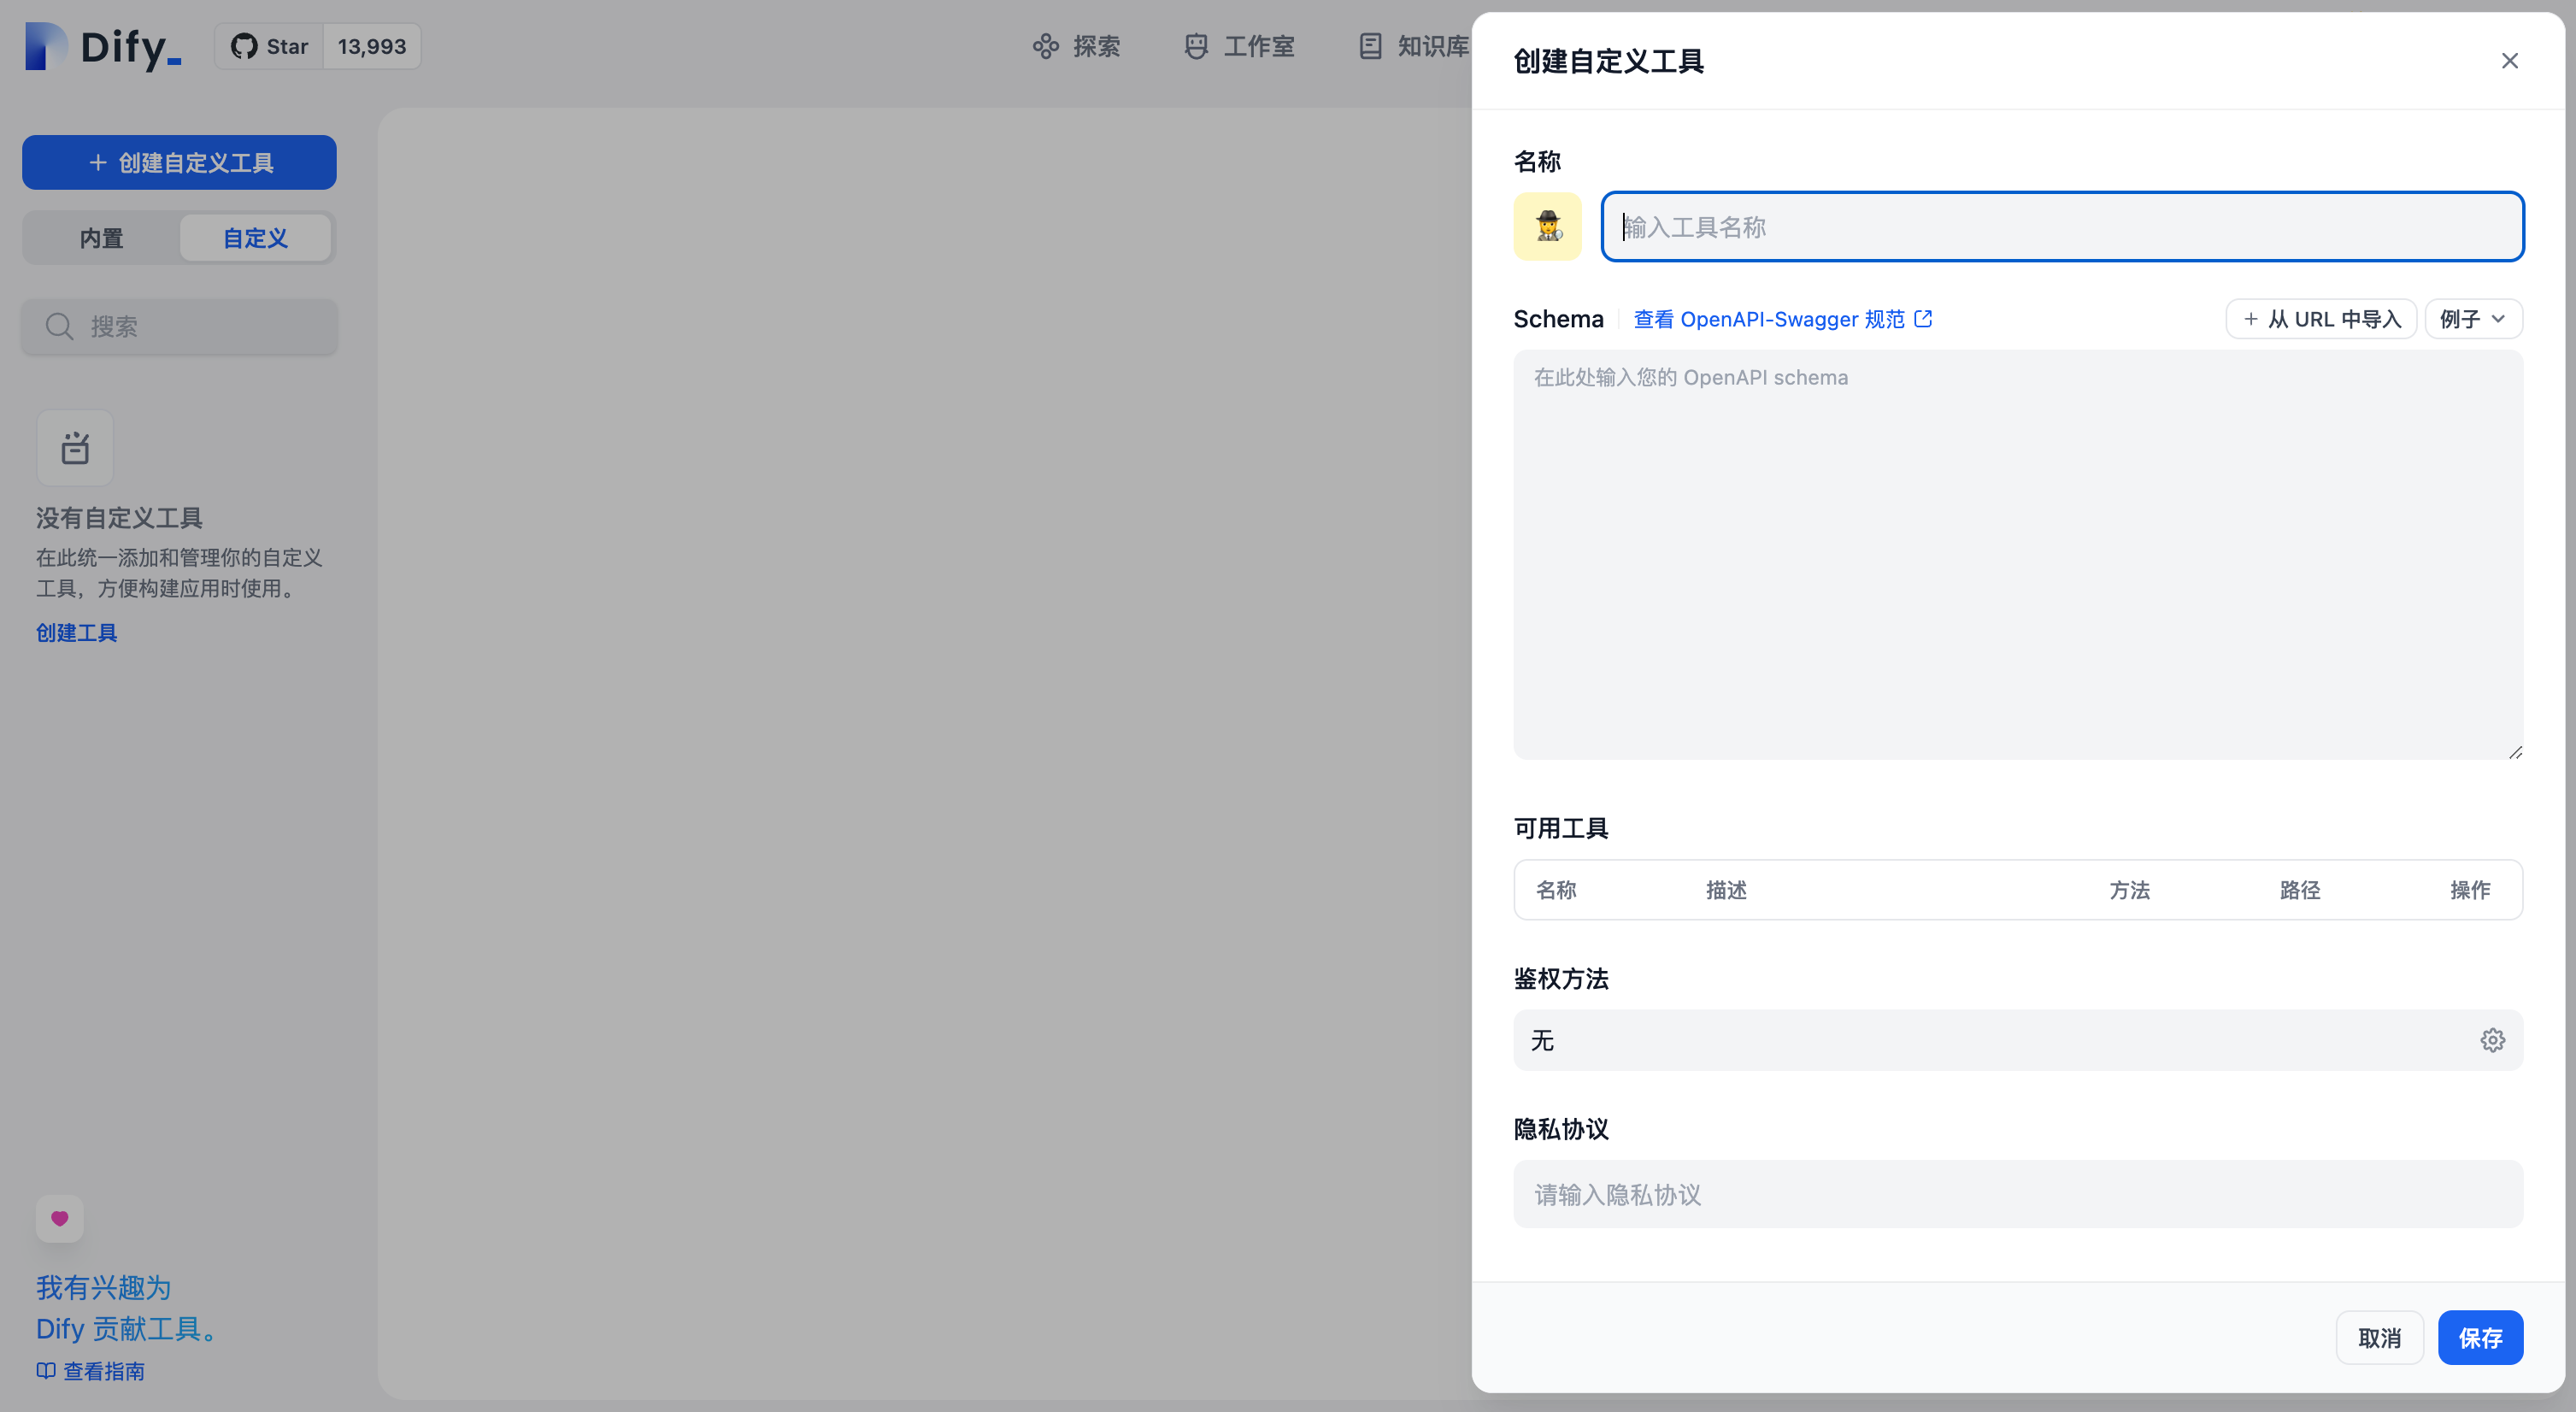 Dify_
Star 13,993
探索
工作室
知识库
+ 创建自定义工具
内置
自定义
搜索
没有自定义工具
在此统一添加和管理你的自定义
工具，方便构建应用时使用。
创建工具
我有兴趣为
Dify 贡献工具。
查看指南
创建自定义工具
名称
输入工具名称
Schema
查看 OpenAPI-Swagger 规范
+ 从 URL 中导入
例子
在此处输入您的 OpenAPI schema
可用工具
名称 描述 方法 路径 操作
鉴权方法
无
隐私协议
请输入隐私协议
取消
保存